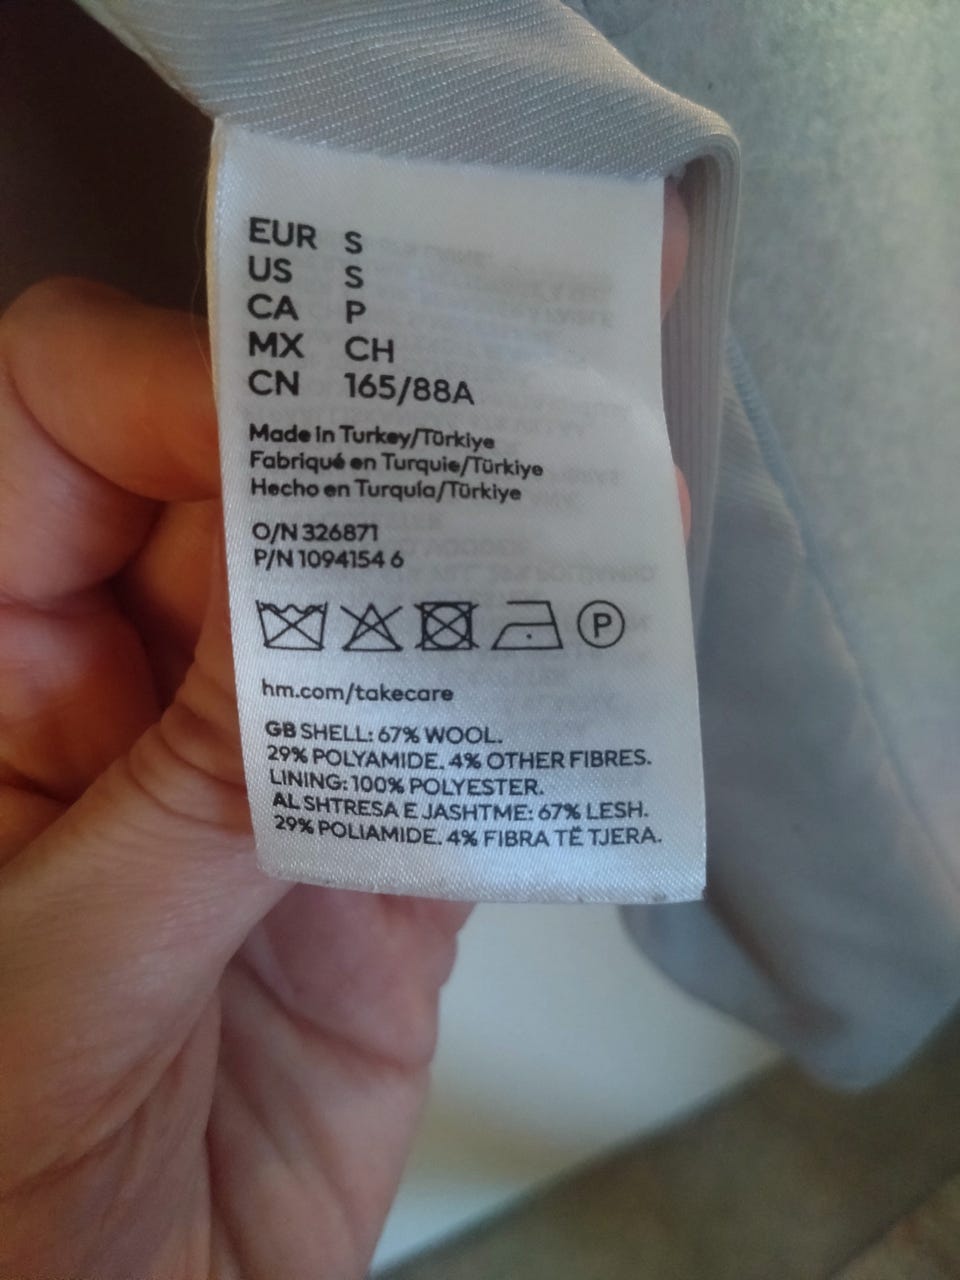 EUR S
US S
CA P
MX CH
CN 165/88A
Made in Turkey/Türkiye
Fabriqué en Turquie/Türkiye
Hecho en Turquía/Türkiye
O/N 326871
P/N 1094154 6
P
hm.com/takecare
GB SHELL: 67% WOOL.
29% POLYAMIDE. 4% OTHER FIBRES.
LINING: 100% POLYESTER.
AL SHTRESA E JASHTME: 67% LESH.
29% POLIAMIDE. 4% FIBRA TË TJERA.